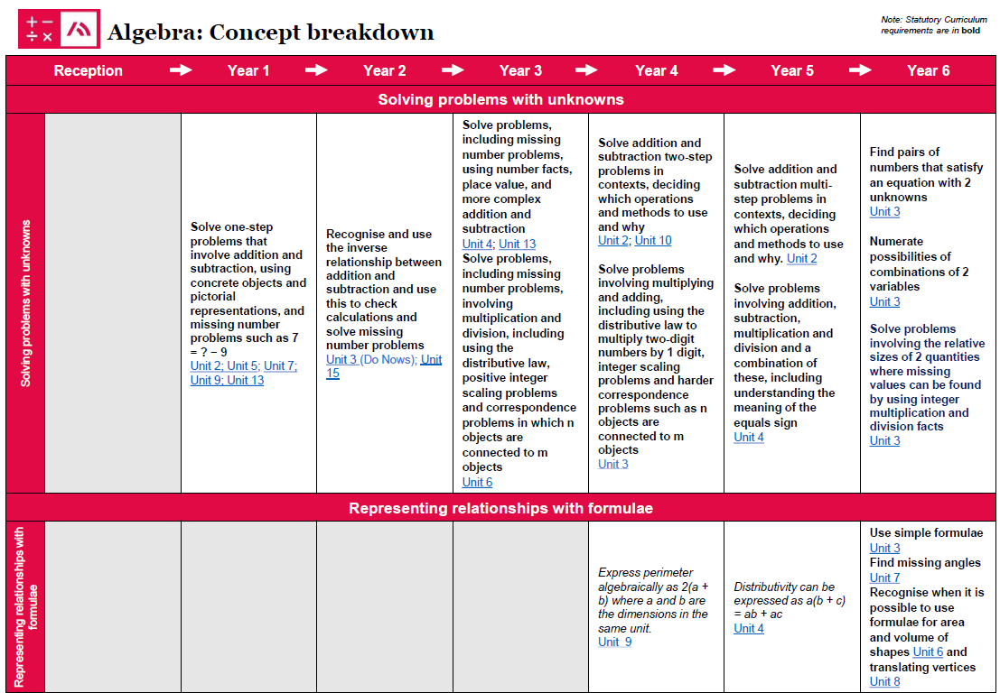 Algebra: Concept breakdown
Note: Statutory Curriculum
requirements are in bold
Reception → Year 1 → Year 2 → Year 3 → Year 4 → Year 5 → Year 6
Solving problems with unknowns
Solving problems with unknowns
Solve one-step
problems that
involve addition and
subtraction, using
concrete objects and
pictorial
representations, and
missing number
problems such as 7
= ? – 9
Unit 2; Unit 5; Unit 7;
Unit 9; Unit 13
Recognise and use
the inverse
relationship between
addition and
subtraction and use
this to check
calculations and
solve missing
number problems
Unit 3 (Do Nows); Unit
15
Solve problems,
including missing
number problems,
using number facts,
place value, and
more complex
addition and
subtraction
Unit 4; Unit 13
Solve problems,
including missing
number problems,
involving
multiplication and
division, including
using the
distributive law,
positive integer
scaling problems
and correspondence
problems in which n
objects are
connected to m
objects
Unit 6
Solve addition and
subtraction two-step
problems in
contexts, deciding
which operations
and methods to use
and why
Unit 2; Unit 10
Solve problems
involving multiplying
and adding,
including using the
distributive law to
multiply two-digit
numbers by 1 digit,
integer scaling
problems and harder
correspondence
problems such as n
objects are
connected to m
objects
Unit 3
Solve addition and
subtraction multi-
step problems in
contexts, deciding
which operations
and methods to use
and why. Unit 2
Solve problems
involving addition,
subtraction,
multiplication and
division and a
combination of
these, including
understanding the
meaning of the
equals sign
Unit 4
Find pairs of
numbers that satisfy
an equation with 2
unknowns
Unit 3
Numerate
possibilities of
combinations of 2
variables
Unit 3
Solve problems
involving the relative
sizes of 2 quantities
where missing
values can be found
by using integer
multiplication and
division facts
Unit 3
Representing relationships with formulae
Representing relationships with
formulae
Express perimeter
algebraically as 2(a +
b) where a and b are
the dimensions in the
same unit.
Unit 9
Distributivity can be
expressed as a(b + c)
= ab + ac
Unit 4
Use simple formulae
Unit 3
Find missing angles
Unit 7
Recognise when it is
possible to use
formulae for area
and volume of
shapes Unit 6 and
translating vertices
Unit 8